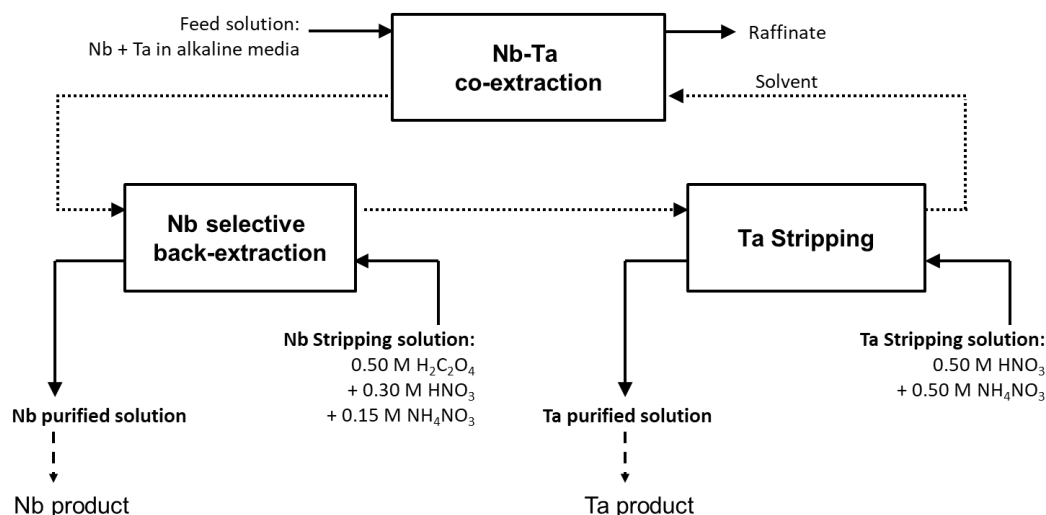 Feed solution:
Nb + Ta in alkaline media
Nb-Ta
co-extraction
Raffinate
Solvent
Nb selective
back-extraction
Ta Stripping
Nb Stripping solution:
0.50 M H₂C₂O₄
+ 0.30 M HNO₃
+ 0.15 M NH₄NO₃
Ta Stripping solution:
0.50 M HNO₃
+ 0.50 M NH₄NO₃
Nb purified solution
Ta purified solution
Nb product
Ta product